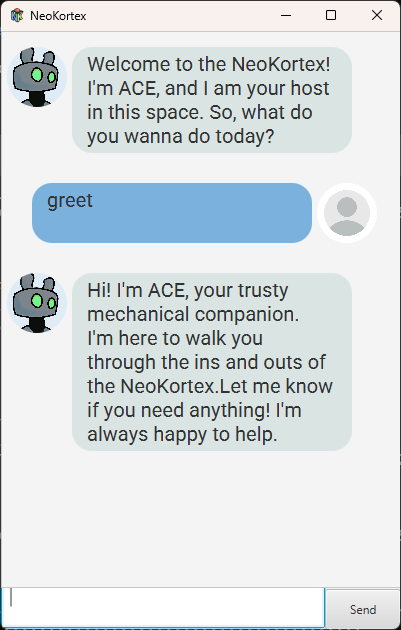 NeoKortex
Welcome to the NeoKortex!
I'm ACE, and I am your host
in this space. So, what do
you wanna do today?
greet
Hi! I'm ACE, your trusty
mechanical companion.
I'm here to walk you
through the ins and outs of
the NeoKortex.Let me know
if you need anything! I'm
always happy to help.
Send